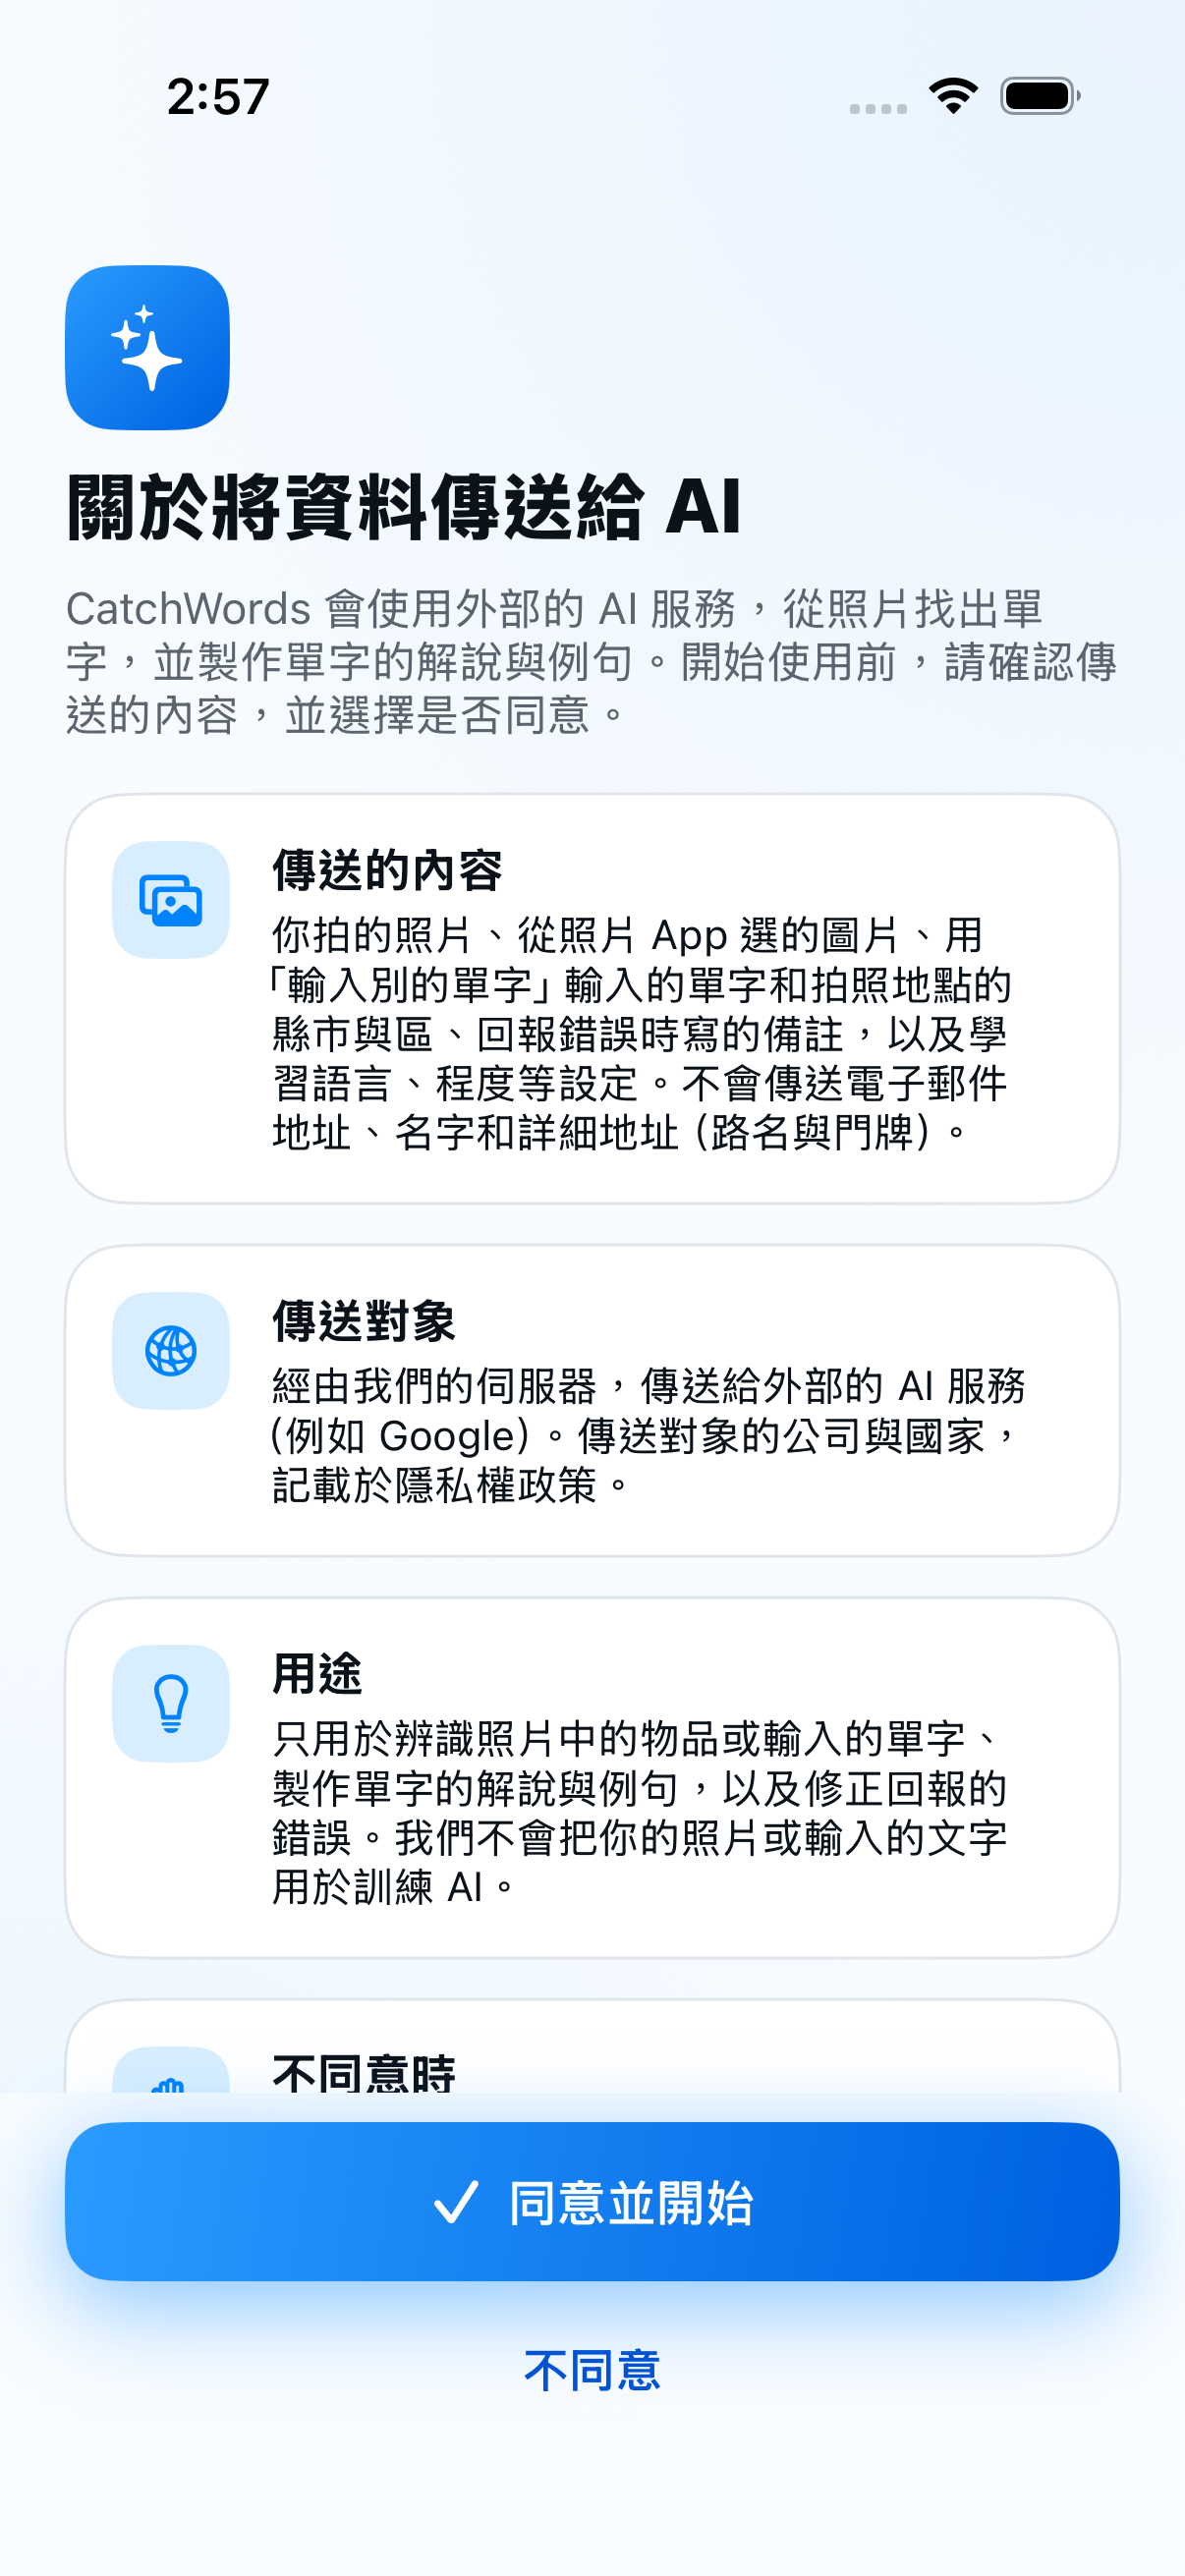 2:57
關於將資料傳送給 AI
CatchWords 會使用外部的 AI 服務，從照片找出單
字，並製作單字的解說與例句。開始使用前，請確認傳
送的內容，並選擇是否同意。
傳送的內容
你拍的照片、從照片 App 選的圖片、用
「輸入別的單字」輸入的單字和拍照地點的
縣市與區、回報錯誤時寫的備註，以及學
習語言、程度等設定。不會傳送電子郵件
地址、名字和詳細地址（路名與門牌）。
傳送對象
經由我們的伺服器，傳送給外部的 AI 服務
（例如 Google）。傳送對象的公司與國家，
記載於隱私權政策。
用途
只用於辨識照片中的物品或輸入的單字、
製作單字的解說與例句，以及修正回報的
錯誤。我們不會把你的照片或輸入的文字
用於訓練 AI。
不同意時
同意並開始
不同意